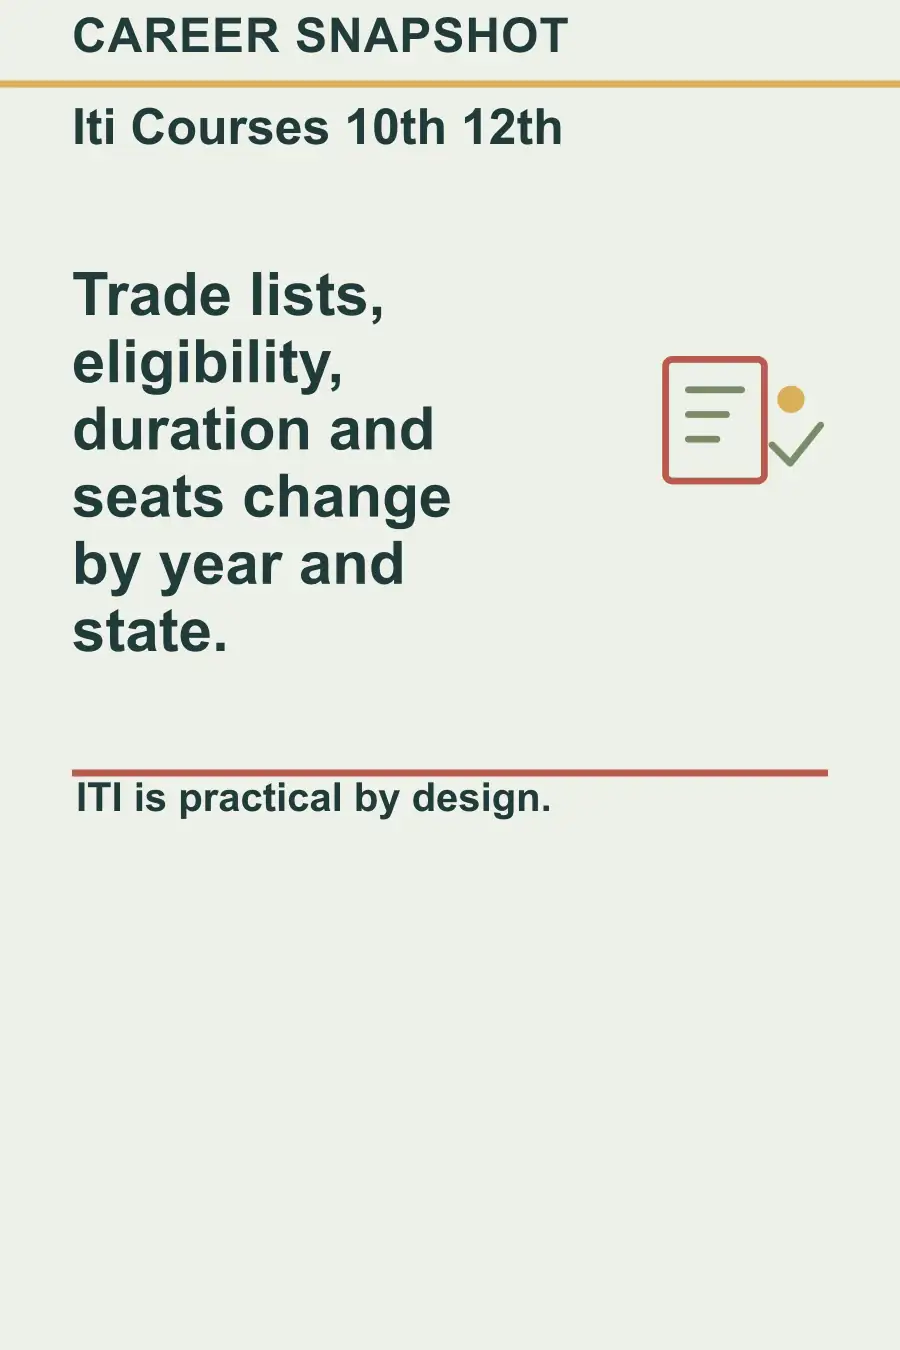 CAREER SNAPSHOT
Iti Courses 10th 12th
Trade lists,
eligibility,
duration and
seats change
by year and
state.
ITI is practical by design.